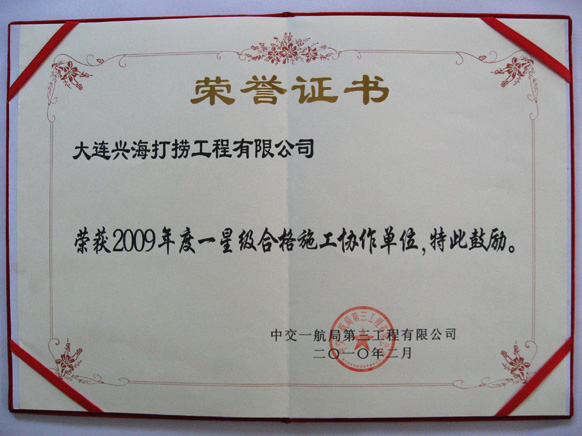 荣誉证书
大连兴海打捞工程有限公司
荣获2009年度一星级合格施工协作单位,特此鼓励。
中交一航局第三工程有限公司
二〇一〇年二月